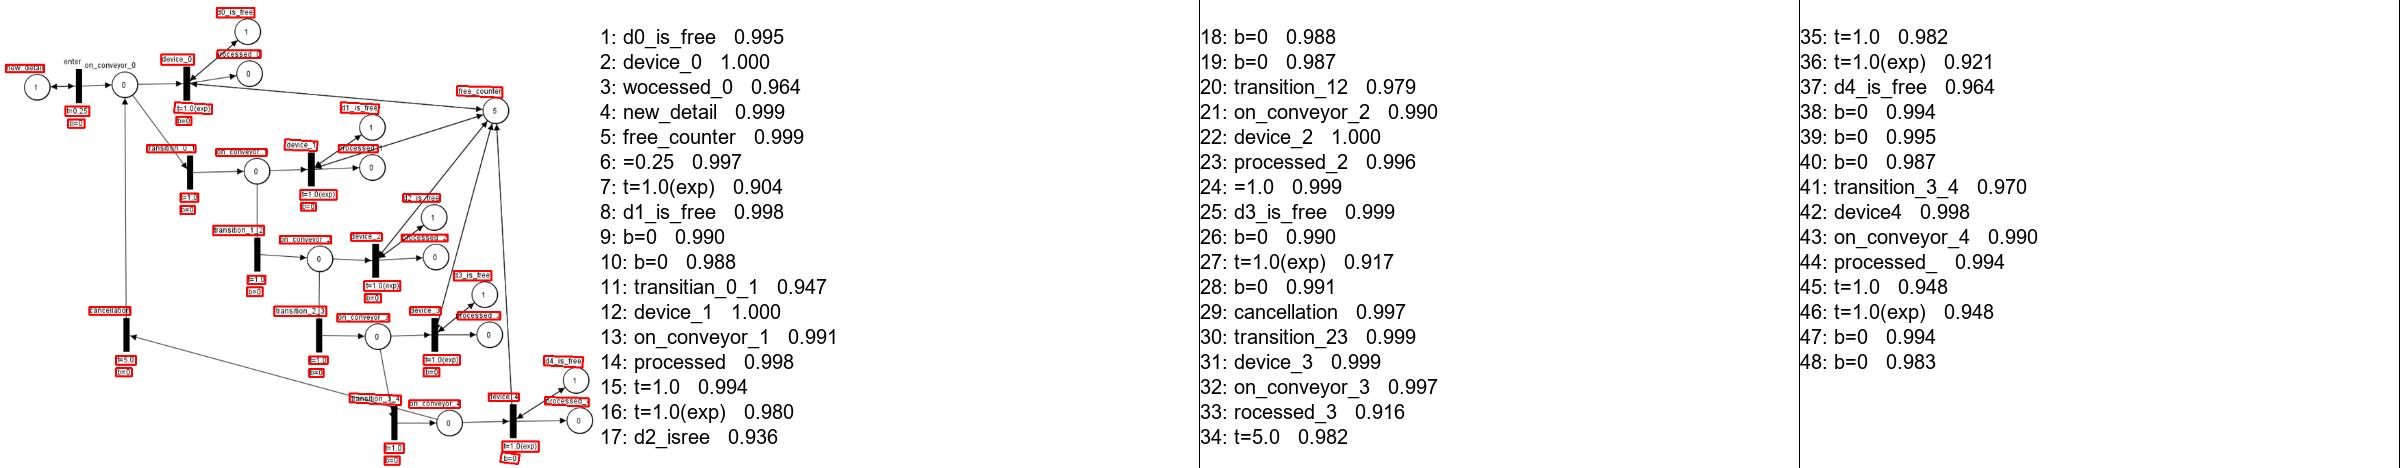 d0_is_free
1
processed_0
enter
on_conveyor_0
device_0
new_detail
0
1
0
free_counter
t=0.25
t=1.0(exp)
d1_is_free
5
b=0
b=0
1
transition_0_1
on_conveyor_1
device_1
processed_1
0
0
t=1.0
t=1.0(exp)
d2_is_free
b=0
b=0
1
transition_1_2
on_conveyor_2
device_2
processed_2
0
0
t=1.0
t=1.0(exp)
d3_is_free
b=0
b=0
1
cancellation
transition_2_3
on_conveyor_3
device_3
processed_3
0
0
t=5.0
t=1.0
t=1.0(exp)
d4_is_free
b=0
b=0
b=0
1
transition_3_4
on_conveyor_4
device_4
processed_
0
0
t=1.0
t=1.0(exp)
b=0
b=0
1: d0_is_free 0.995
2: device_0 1.000
3: wocessed_0 0.964
4: new_detail 0.999
5: free_counter 0.999
6: =0.25 0.997
7: t=1.0(exp) 0.904
8: d1_is_free 0.998
9: b=0 0.990
10: b=0 0.988
11: transitian_0_1 0.947
12: device_1 1.000
13: on_conveyor_1 0.991
14: processed 0.998
15: t=1.0 0.994
16: t=1.0(exp) 0.980
17: d2_isree 0.936
18: b=0 0.988
19: b=0 0.987
20: transition_12 0.979
21: on_conveyor_2 0.990
22: device_2 1.000
23: processed_2 0.996
24: =1.0 0.999
25: d3_is_free 0.999
26: b=0 0.990
27: t=1.0(exp) 0.917
28: b=0 0.991
29: cancellation 0.997
30: transition_23 0.999
31: device_3 0.999
32: on_conveyor_3 0.997
33: rocessed_3 0.916
34: t=5.0 0.982
35: t=1.0 0.982
36: t=1.0(exp) 0.921
37: d4_is_free 0.964
38: b=0 0.994
39: b=0 0.995
40: b=0 0.987
41: transition_3_4 0.970
42: device4 0.998
43: on_conveyor_4 0.990
44: processed_ 0.994
45: t=1.0 0.948
46: t=1.0(exp) 0.948
47: b=0 0.994
48: b=0 0.983